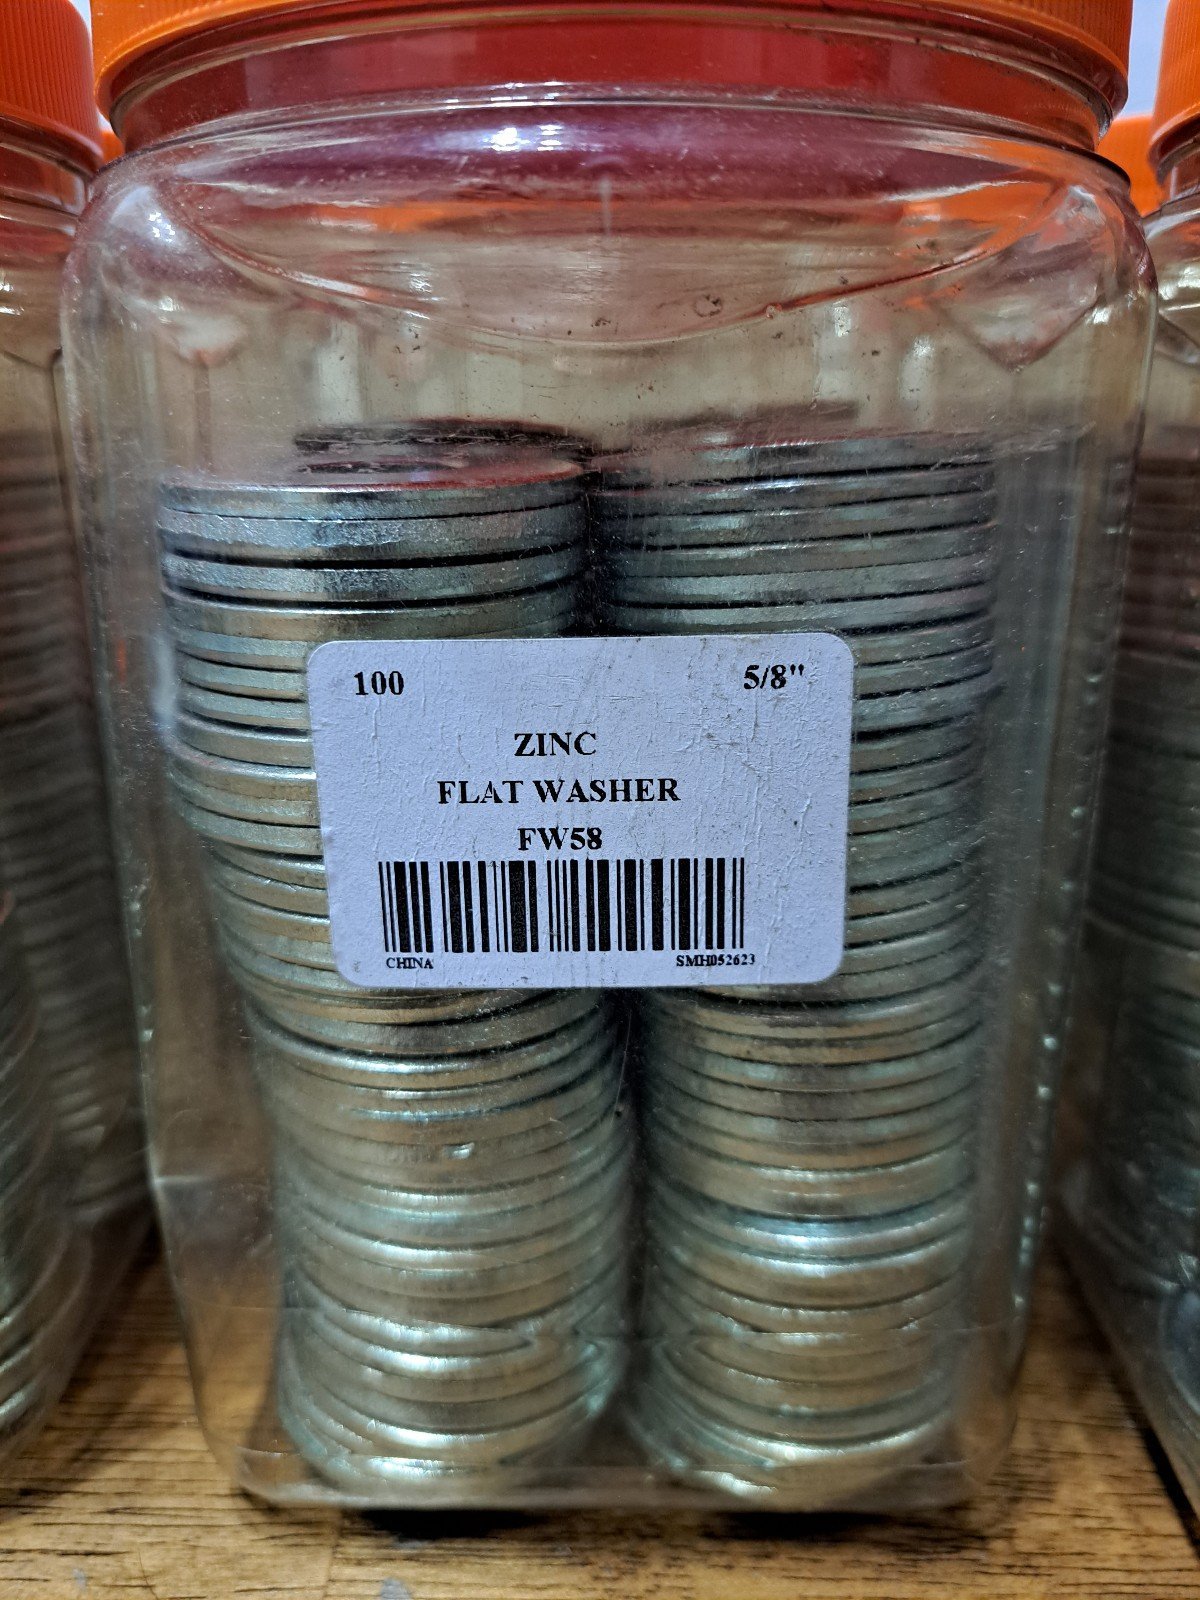 100 5/8"
ZINC
FLAT WASHER
FW58
CHINA SMH052623